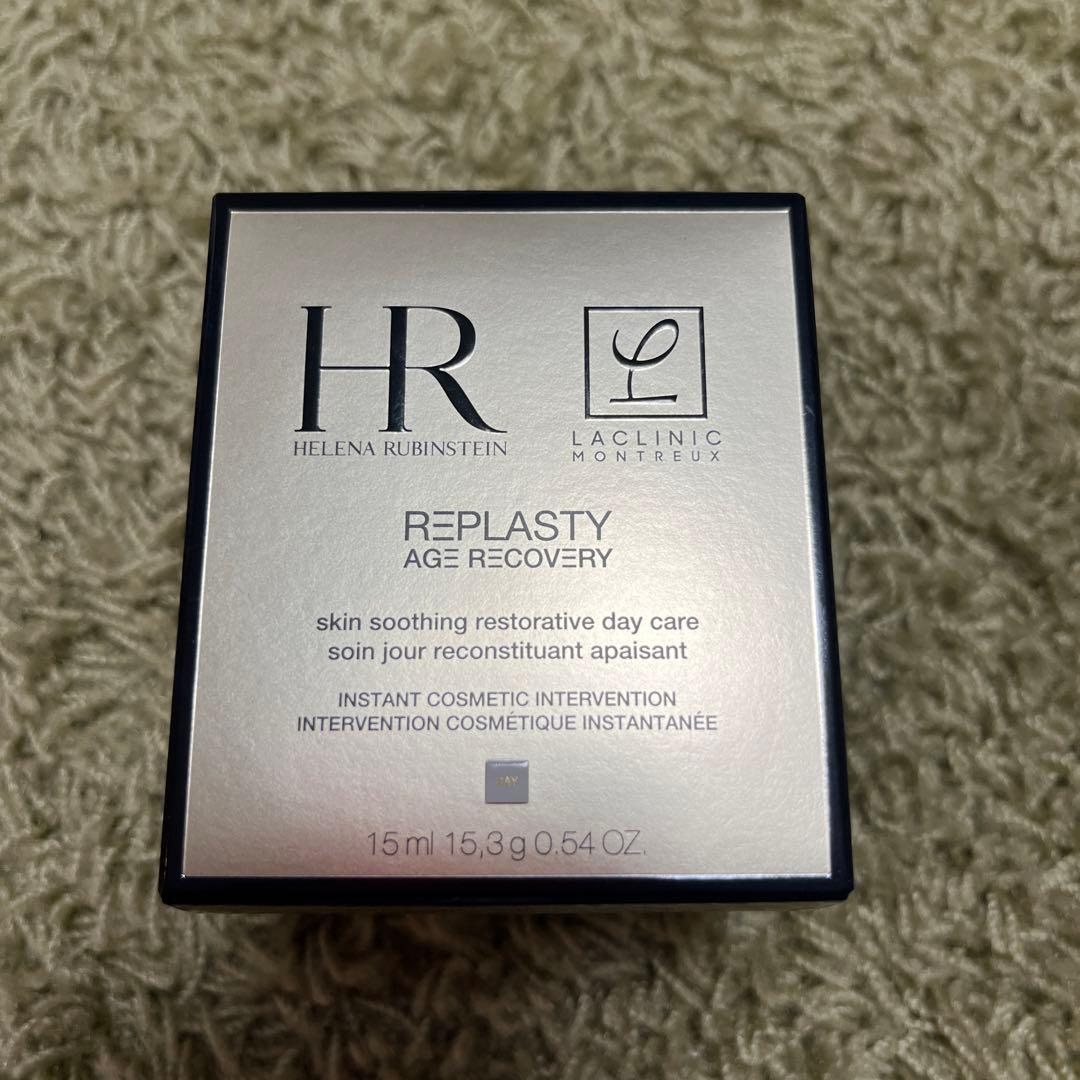 HR
HELENA RUBINSTEIN
LACLINIC
MONTREUX
REPLASTY
AGE RECOVERY
skin soothing restorative day care
soin jour reconstituant apaisant
INSTANT COSMETIC INTERVENTION
INTERVENTION COSMÉTIQUE INSTANTANÉE
DAY
15 ml 15,3 g 0.54 OZ.